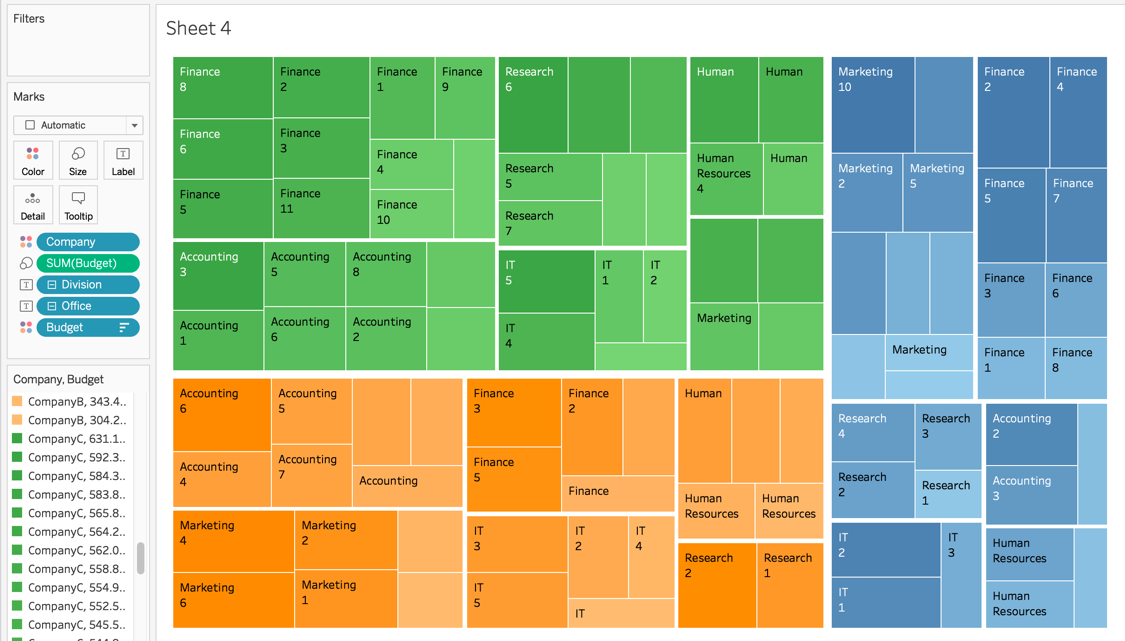 Filters
Marks
Automatic
Color
Size
Label
Detail
Tooltip
Company
SUM(Budget)
Division
Office
Budget
Company, Budget
CompanyB, 343.4..
CompanyB, 304.2..
CompanyC, 631.1..
CompanyC, 592.3..
CompanyC, 584.3..
CompanyC, 583.8..
CompanyC, 565.8..
CompanyC, 564.2..
CompanyC, 562.0..
CompanyC, 558.8..
CompanyC, 554.9..
CompanyC, 552.5..
CompanyC, 545.5..
Sheet 4
Finance
8
Finance
2
Finance
1
Finance
9
Finance
6
Finance
3
Finance
4
Finance
5
Finance
11
Finance
10
Accounting
3
Accounting
5
Accounting
8
Accounting
1
Accounting
6
Accounting
2
Research
6
Research
5
Research
7
IT
5
IT
1
IT
2
IT
4
Human
Human
Human
Resources
4
Human
Marketing
Accounting
6
Accounting
5
Accounting
4
Accounting
7
Accounting
Marketing
4
Marketing
2
Marketing
6
Marketing
1
Finance
3
Finance
2
Finance
5
Finance
IT
3
IT
2
IT
4
IT
5
IT
Human
Human
Resources
Human
Resources
Research
2
Research
1
Marketing
10
Marketing
2
Marketing
5
Marketing
Finance
2
Finance
4
Finance
5
Finance
7
Finance
3
Finance
6
Finance
1
Finance
8
Research
4
Research
3
Research
2
Research
1
Accounting
2
Accounting
3
IT
2
IT
3
IT
1
Human
Resources
Human
Resources